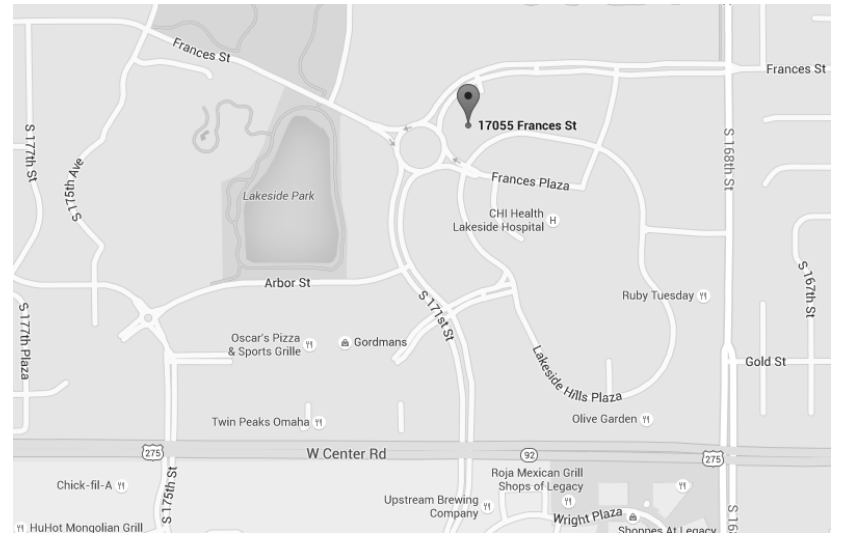 Frances St
Frances St
17055 Frances St
S 177th St
S 175th Ave
S 168th St
Frances Plaza
Lakeside Park
CHI Health
Lakeside Hospital
H
S 167th St
Arbor St
S 171st St
Ruby Tuesday
S 177th Plaza
Oscar's Pizza
& Sports Grille
Gordmans
Lakeside Hills Plaza
Gold St
Twin Peaks Omaha
Olive Garden
275
W Center Rd
92
275
Roja Mexican Grill
Shops of Legacy
Chick-fil-A
S 175th St
Upstream Brewing
Company
Wright Plaza
S 168
HuHot Mongolian Grill
Shoppes At Legacy